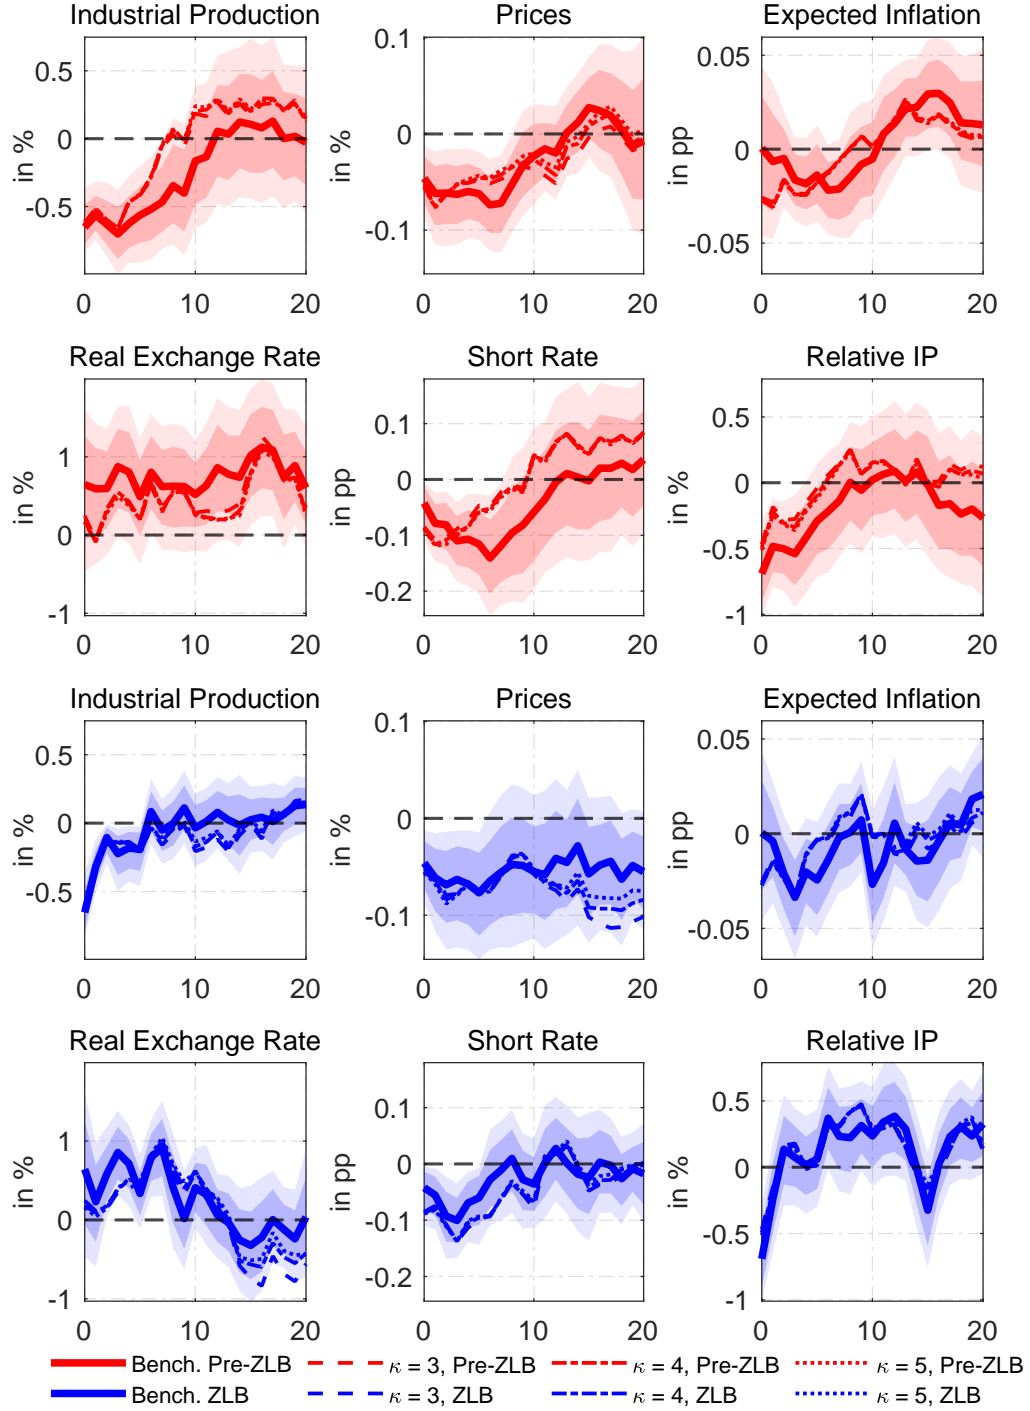 Industrial Production Prices Expected Inflation
in % in % in pp
0.5 0 -0.5 0.1 0 -0.1 0.05 0 -0.05
0 10 20 0 10 20 0 10 20
Real Exchange Rate Short Rate Relative IP
in % in pp in %
1 0 -1 0.1 0 -0.1 -0.2 0.5 0 -0.5 -1
0 10 20 0 10 20 0 10 20
Industrial Production Prices Expected Inflation
in % in % in pp
0.5 0 -0.5 0.1 0 -0.1 0.05 0 -0.05
0 10 20 0 10 20 0 10 20
Real Exchange Rate Short Rate Relative IP
in % in pp in %
1 0 -1 0.1 0 -0.1 -0.2 0.5 0 -0.5 -1
0 10 20 0 10 20 0 10 20
Bench. Pre-ZLB κ = 3, Pre-ZLB κ = 4, Pre-ZLB κ = 5, Pre-ZLB
Bench. ZLB κ = 3, ZLB κ = 4, ZLB κ = 5, ZLB